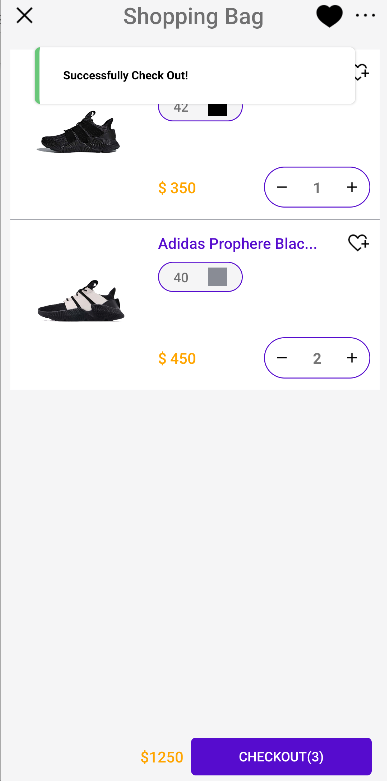 Shopping Bag
Successfully Check Out!
42
$ 350
1
Adidas Prophere Blac...
40
$ 450
2
$1250
CHECKOUT(3)